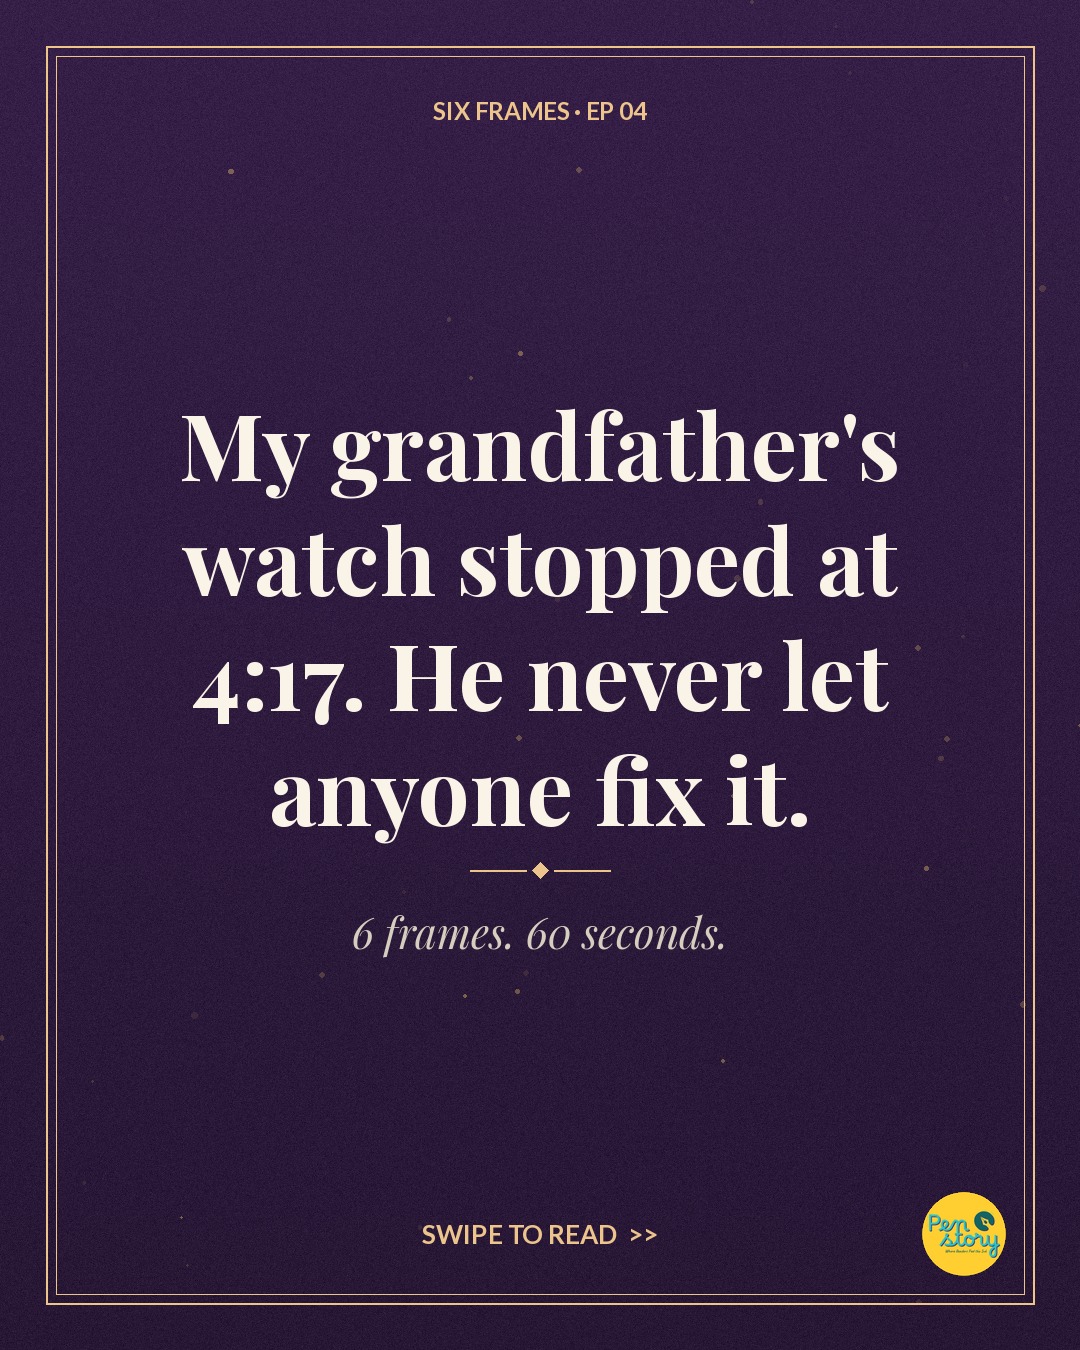 SIX FRAMES · EP 04
My grandfather's
watch stopped at
4:17. He never let
anyone fix it.
6 frames. 60 seconds.
SWIPE TO READ >>
Pen
story